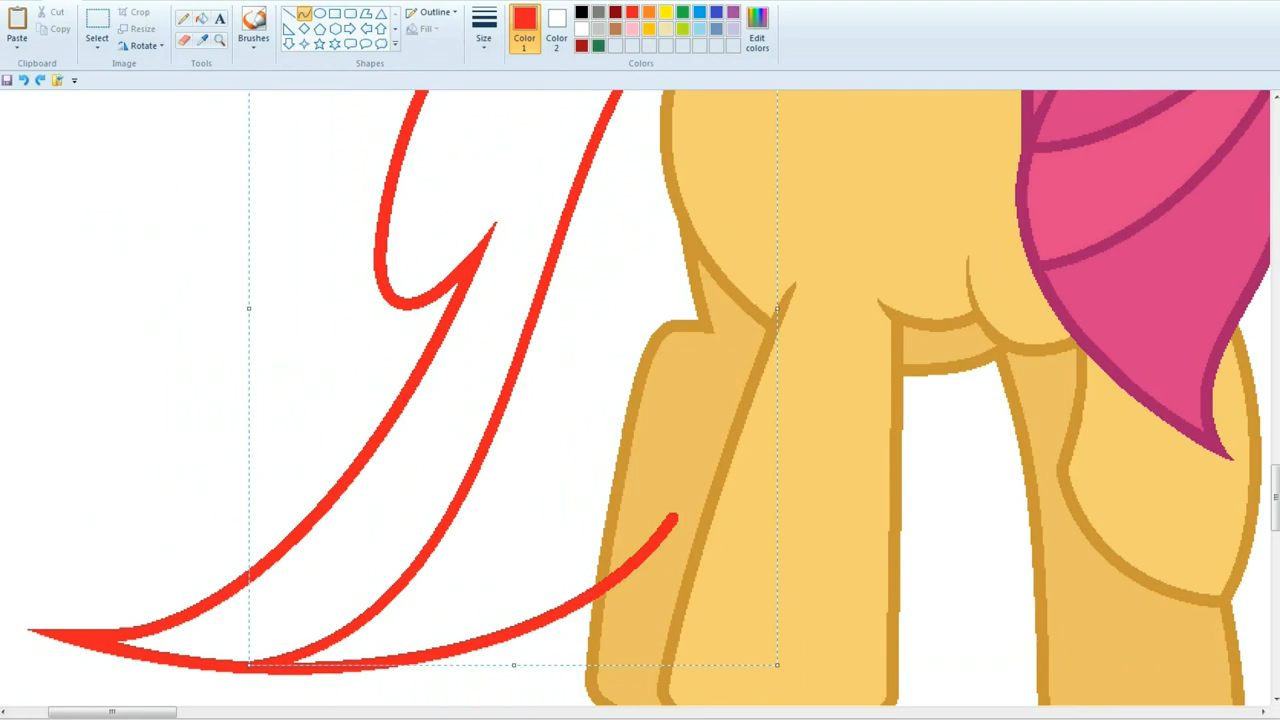 Paste
Cut
Copy
Clipboard
Select
Crop
Resize
Rotate
Image
A
Tools
Brushes
Outline
Fill
Shapes
Size
Color
1
Color
2
Edit
colors
Colors